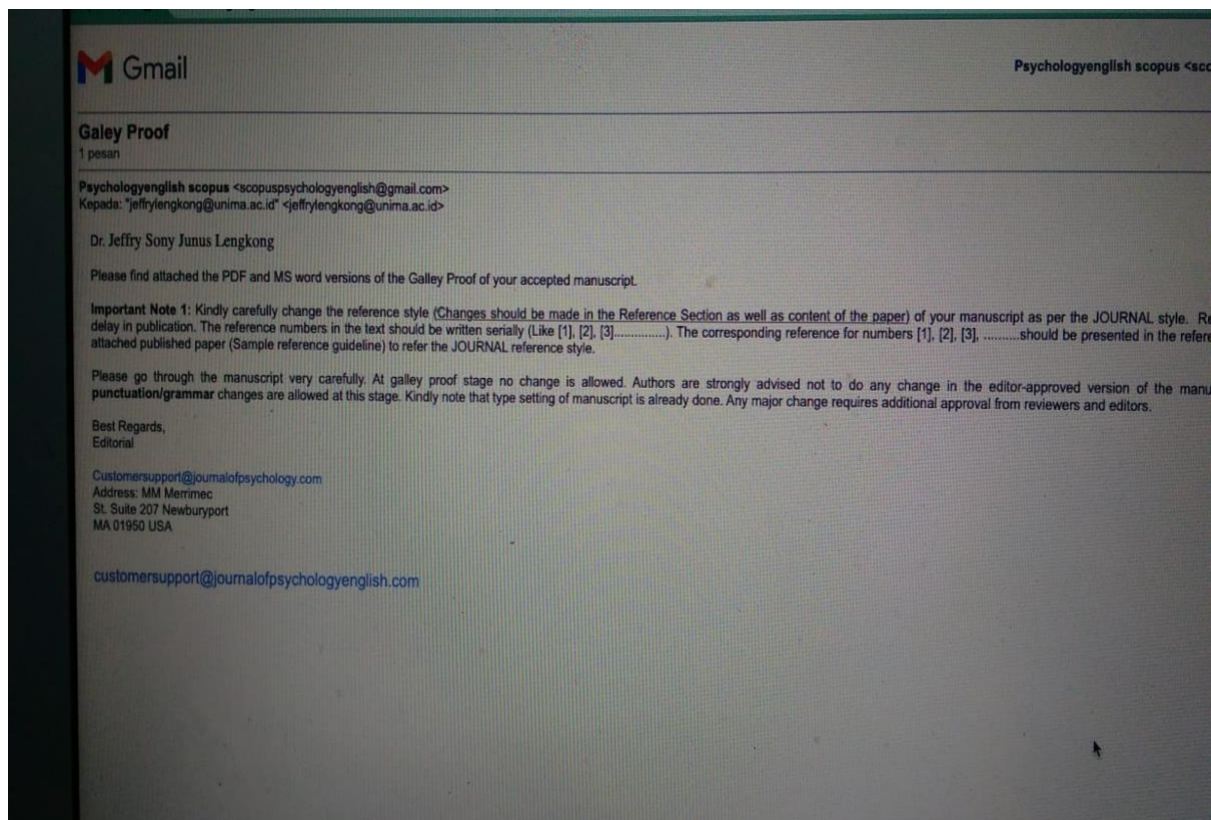 Gmail
Psychologyenglish scopus <sco
Galey Proof
1 pesan
Psychologyenglish scopus <scopuspsychologyenglish@gmail.com>
Kepada: "jeffrylengkong@unima.ac.id" <jeffrylengkong@unima.ac.id>
Dr. Jeffry Sony Junus Lengkong
Please find attached the PDF and MS word versions of the Galley Proof of your accepted manuscript.
Important Note 1: Kindly carefully change the reference style (Changes should be made in the Reference Section as well as content of the paper) of your manuscript as per the JOURNAL style. Re
delay in publication. The reference numbers in the text should be written serially (Like [1], [2], [3]..............). The corresponding reference for numbers [1], [2], [3], ..........should be presented in the refere
attached published paper (Sample reference guideline) to refer the JOURNAL reference style.
Please go through the manuscript very carefully. At galley proof stage no change is allowed. Authors are strongly advised not to do any change in the editor-approved version of the manu
punctuation/grammar changes are allowed at this stage. Kindly note that type setting of manuscript is already done. Any major change requires additional approval from reviewers and editors.
Best Regards,
Editorial
Customersupport@journalofpsychology.com
Address: MM Merrimec
St. Suite 207 Newburyport
MA 01950 USA
customersupport@journalofpsychologyenglish.com